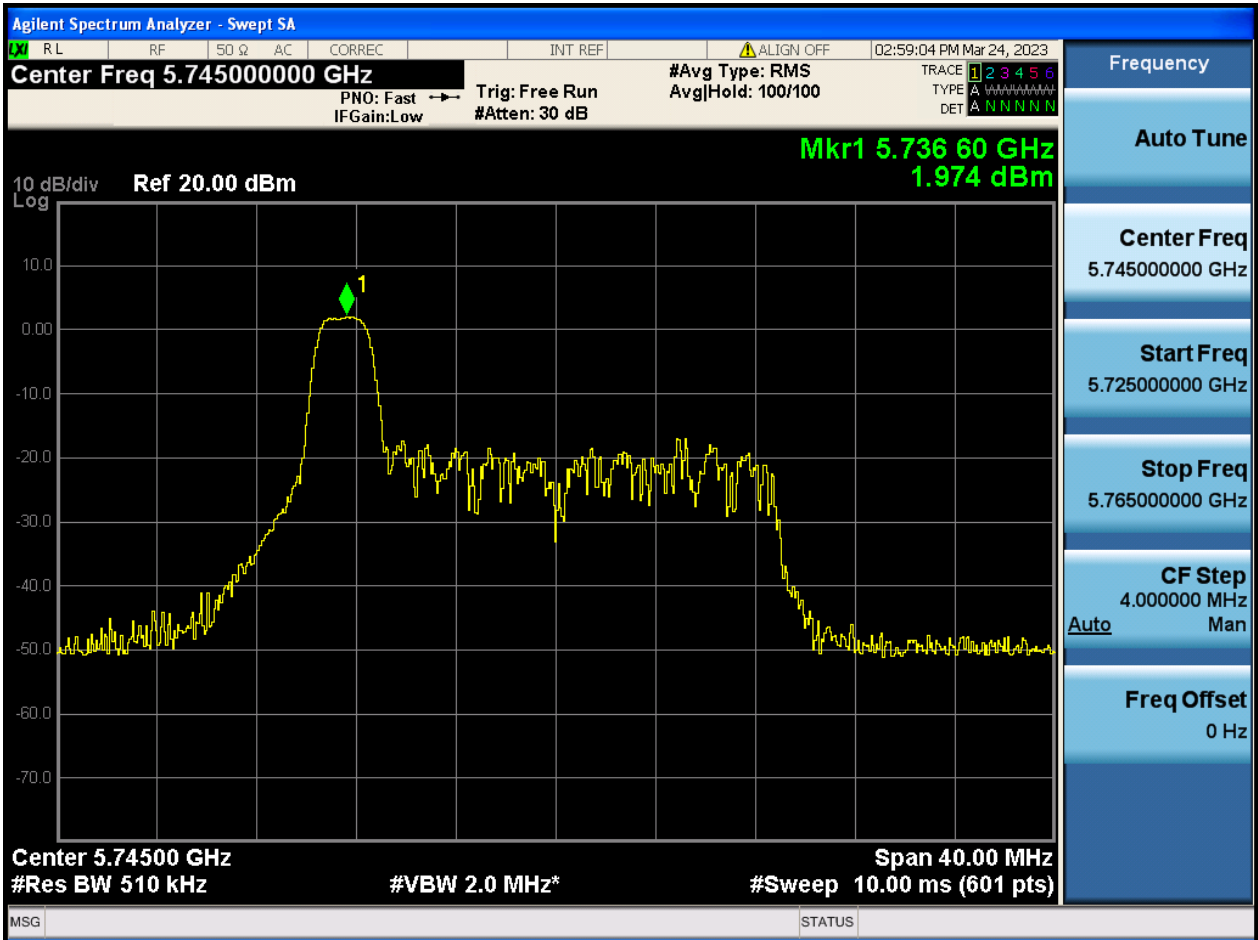 Agilent Spectrum Analyzer - Swept SA
LXI RL RF 50 Ω AC CORREC INT REF ALIGN OFF 02:59:04 PM Mar 24, 2023
Center Freq 5.745000000 GHz
PNO: Fast
IFGain:Low
Trig: Free Run
#Atten: 30 dB
#Avg Type: RMS
Avg|Hold: 100/100
TRACE 1 2 3 4 5 6
TYPE A WWWWW
DET A N N N N N
Mkr1 5.736 60 GHz
1.974 dBm
10 dB/div Ref 20.00 dBm
Log
10.0
1
0.00
-10.0
-20.0
-30.0
-40.0
-50.0
-60.0
-70.0
Center 5.74500 GHz Span 40.00 MHz
#Res BW 510 kHz #VBW 2.0 MHz* #Sweep 10.00 ms (601 pts)
MSG STATUS
Frequency
Auto Tune
Center Freq
5.745000000 GHz
Start Freq
5.725000000 GHz
Stop Freq
5.765000000 GHz
CF Step
4.000000 MHz
Auto Man
Freq Offset
0 Hz